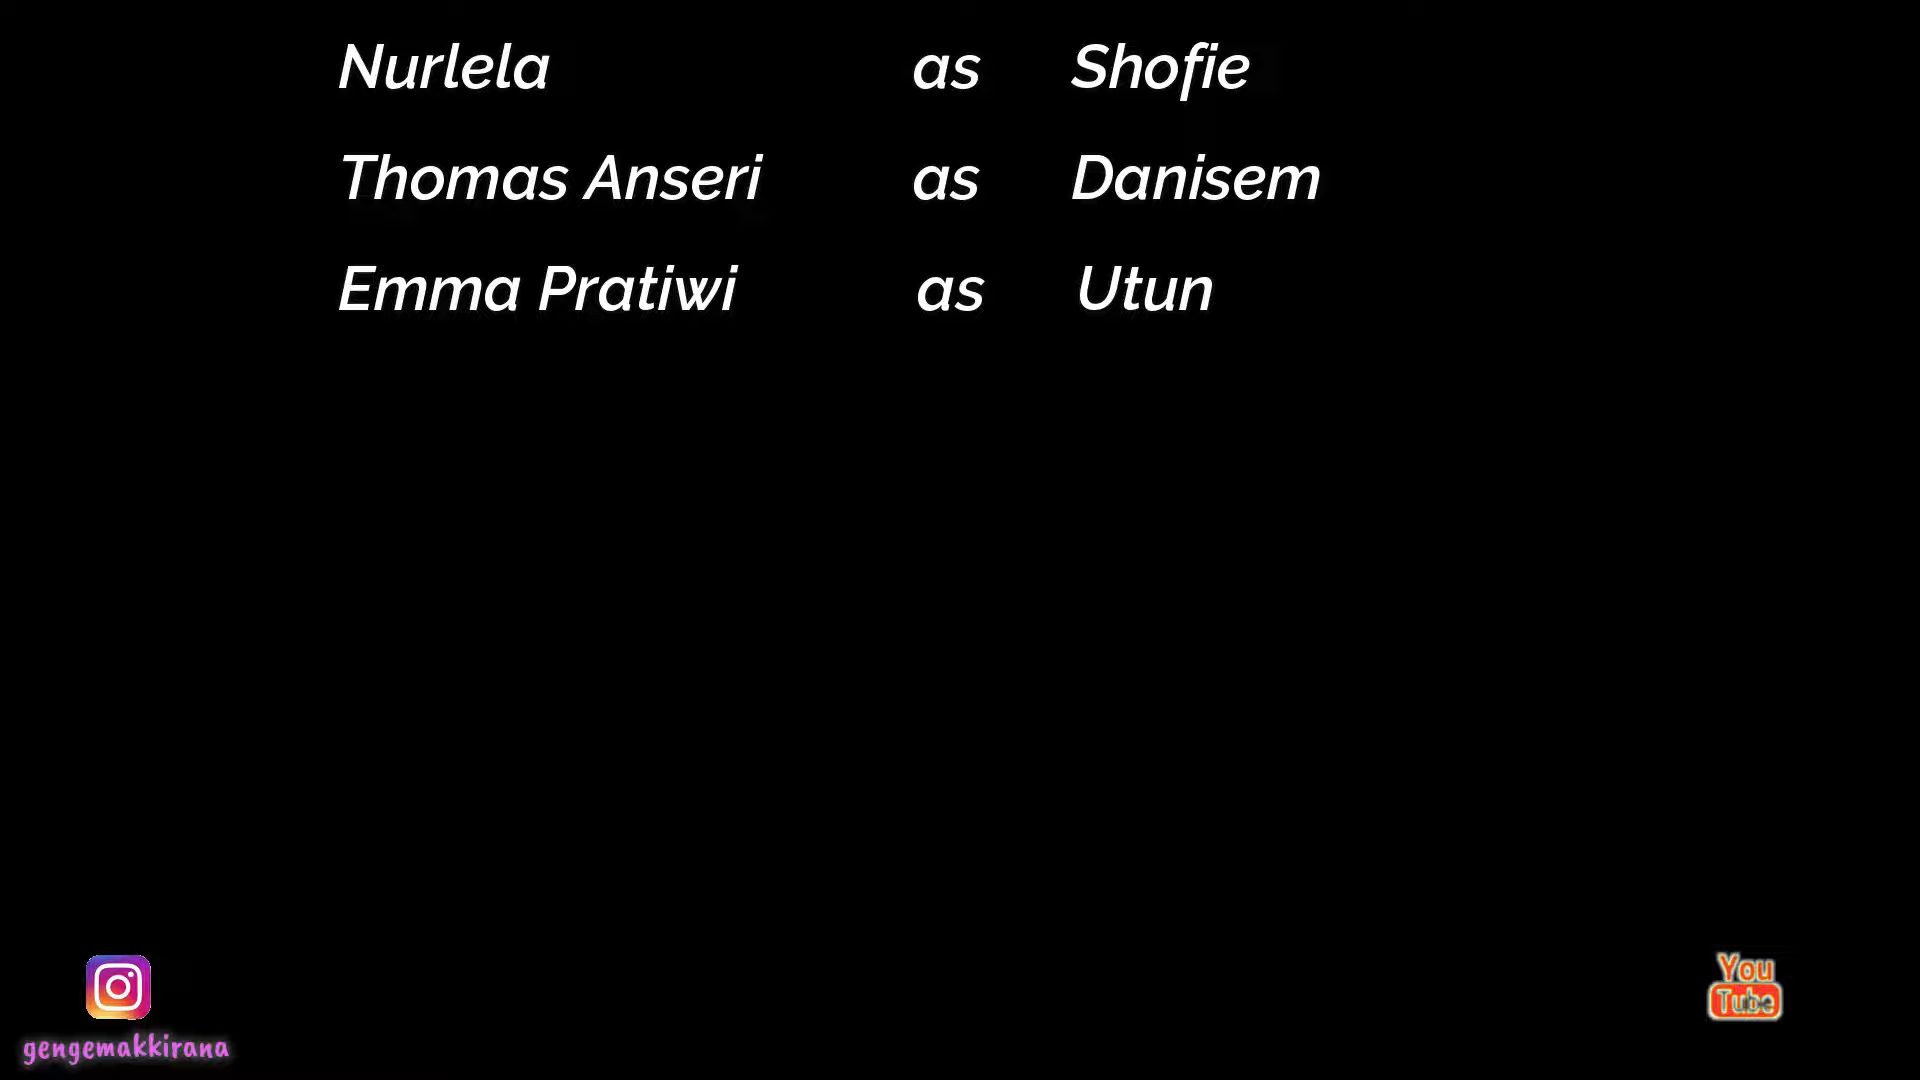 Nurlela as Shofie
Thomas Anseri as Danisem
Emma Pratiwi as Utun
You
Tube
gengemakkirana